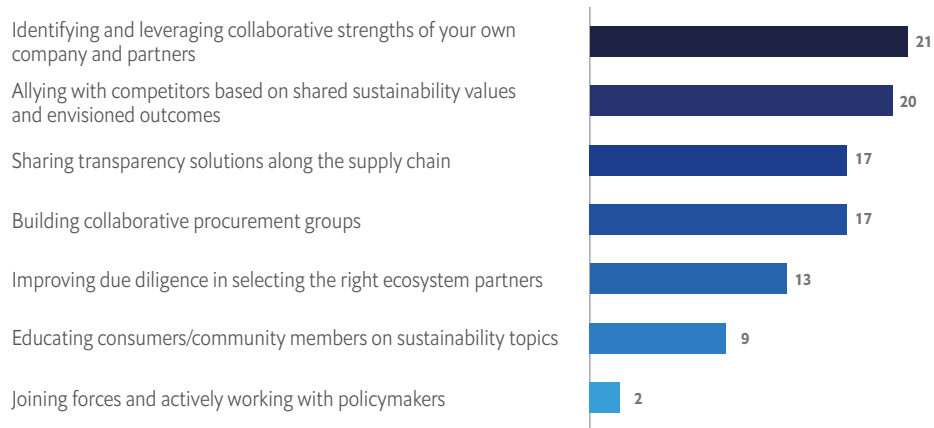 Identifying and leveraging collaborative strengths of your own
company and partners
21
Allying with competitors based on shared sustainability values
and envisioned outcomes
20
Sharing transparency solutions along the supply chain
17
Building collaborative procurement groups
17
Improving due diligence in selecting the right ecosystem partners
13
Educating consumers/community members on sustainability topics
9
Joining forces and actively working with policymakers
2